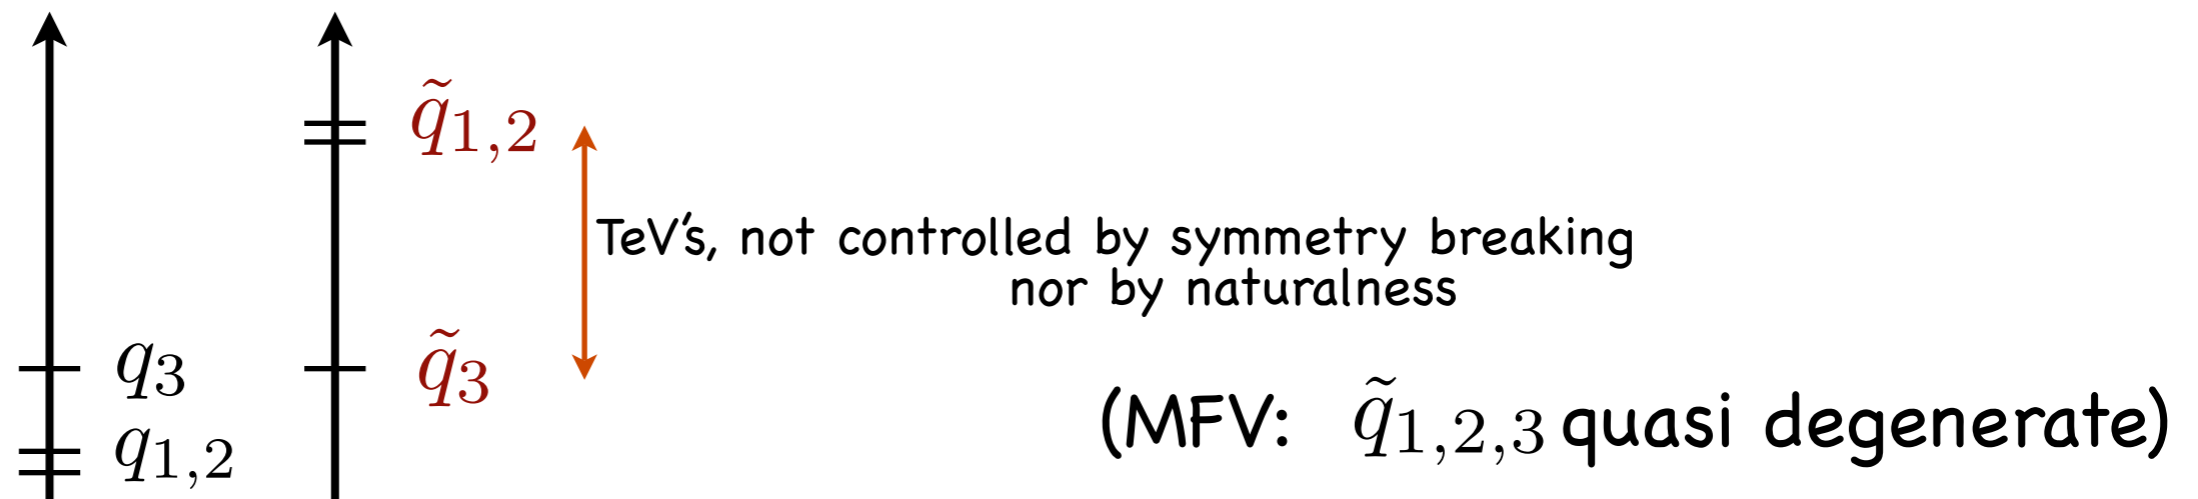 q̃1,2
TeV's, not controlled by symmetry breaking
nor by naturalness
q3
q̃3
q1,2
(MFV: q̃1,2,3 quasi degenerate)